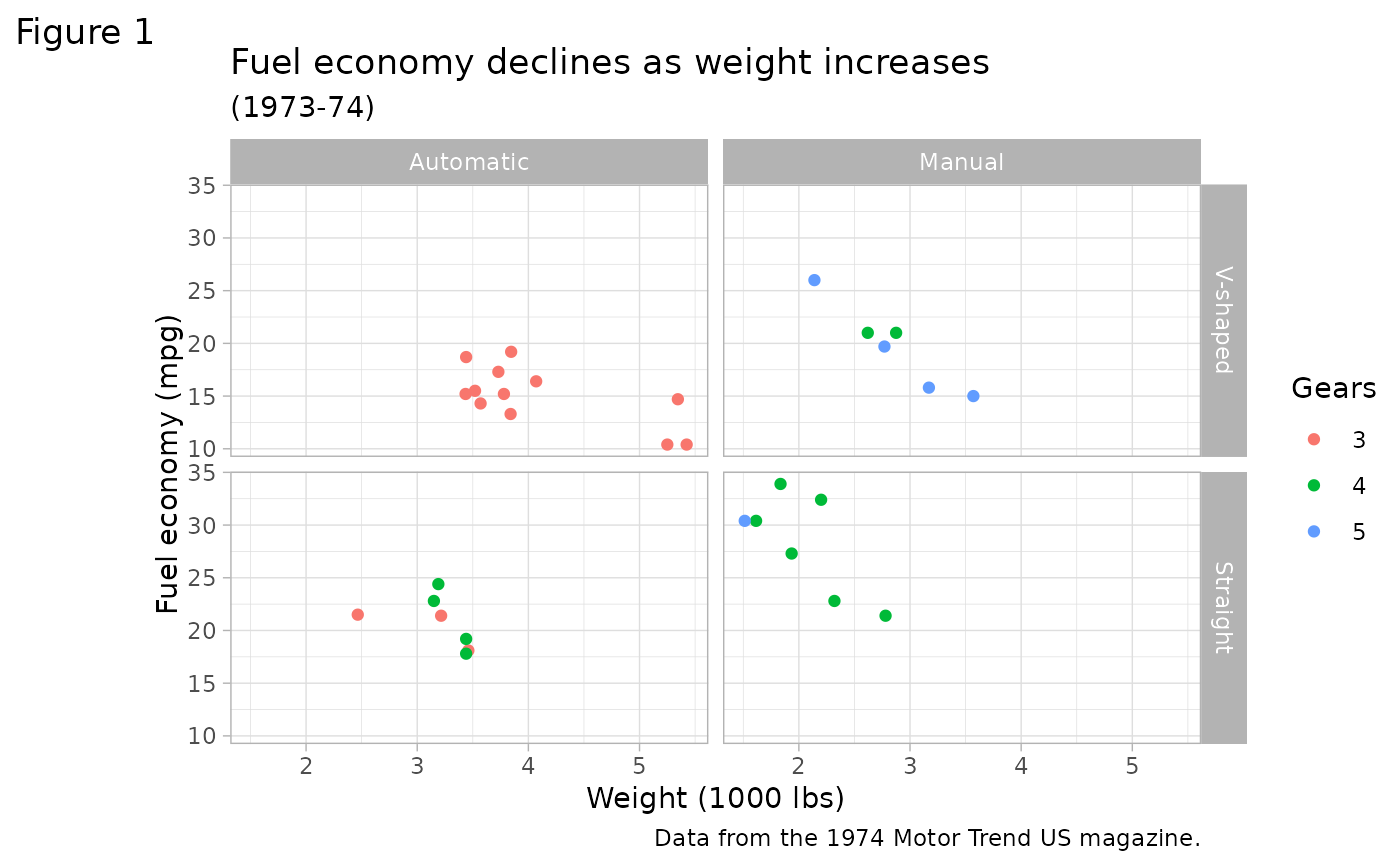 Figure 1
Fuel economy declines as weight increases
(1973-74)
Automatic
Manual
35
30
25
20
15
10
V-shaped
Fuel economy (mpg)
35
30
25
20
15
10
Straight
2
3
4
5
2
3
4
5
Weight (1000 lbs)
Data from the 1974 Motor Trend US magazine.
Gears
3
4
5